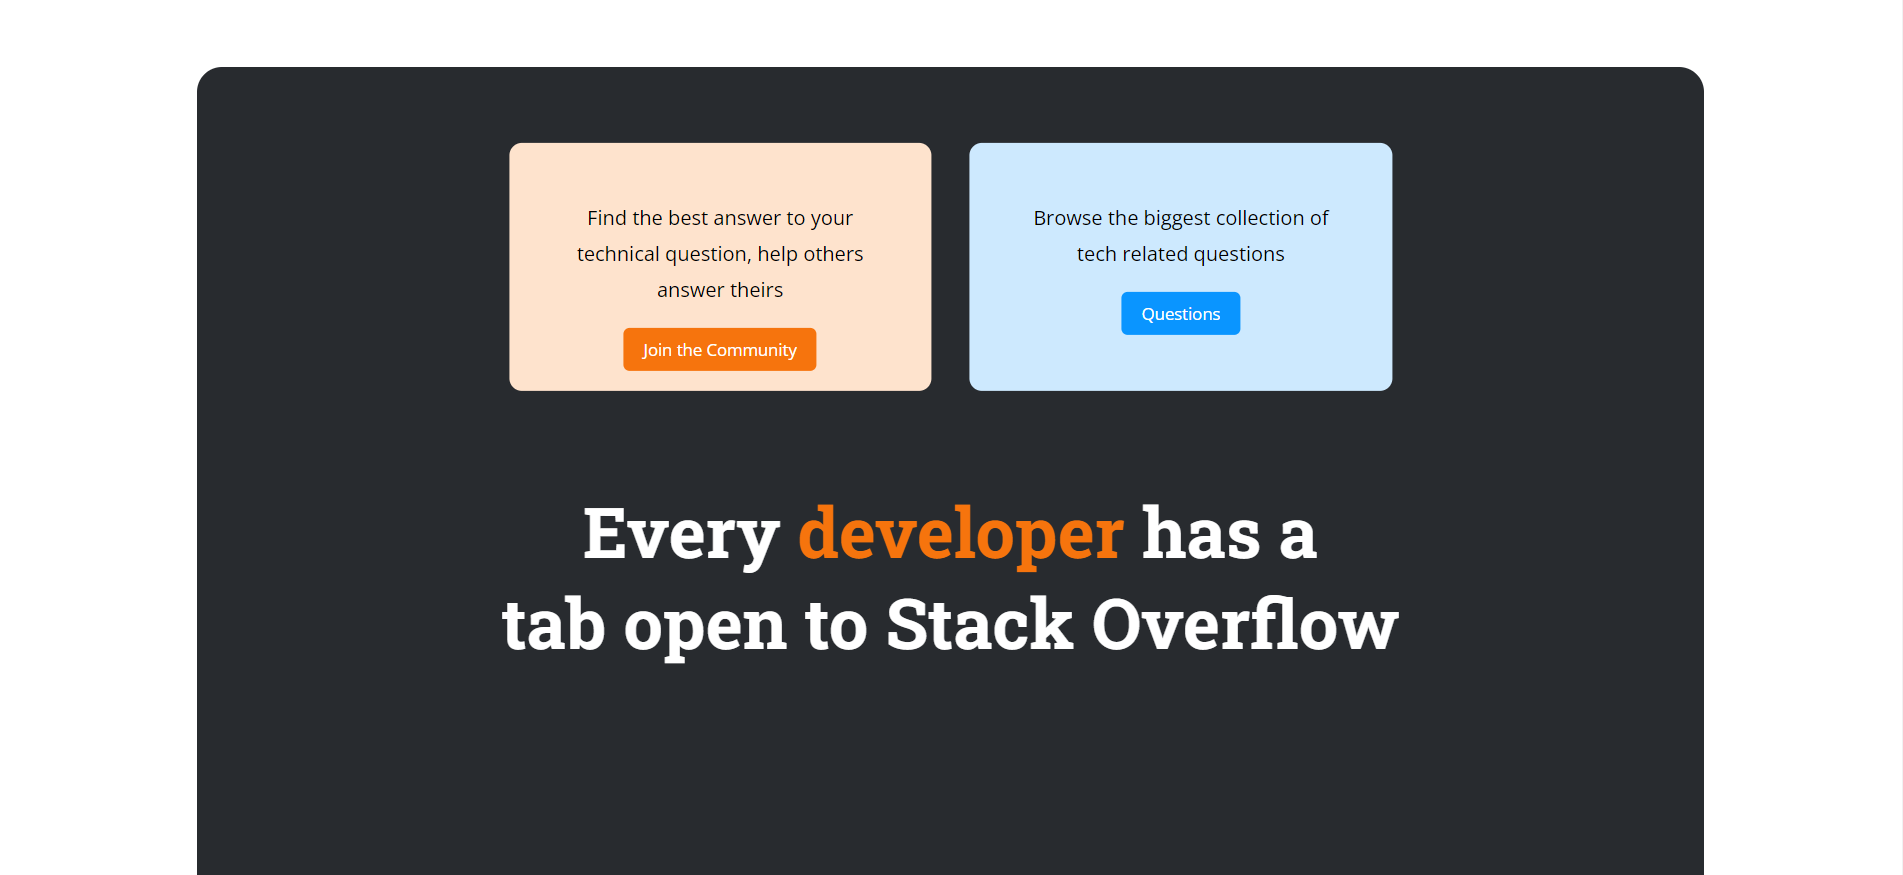 Find the best answer to your
technical question, help others
answer theirs
Join the Community
Browse the biggest collection of
tech related questions
Questions
Every developer has a
tab open to Stack Overflow